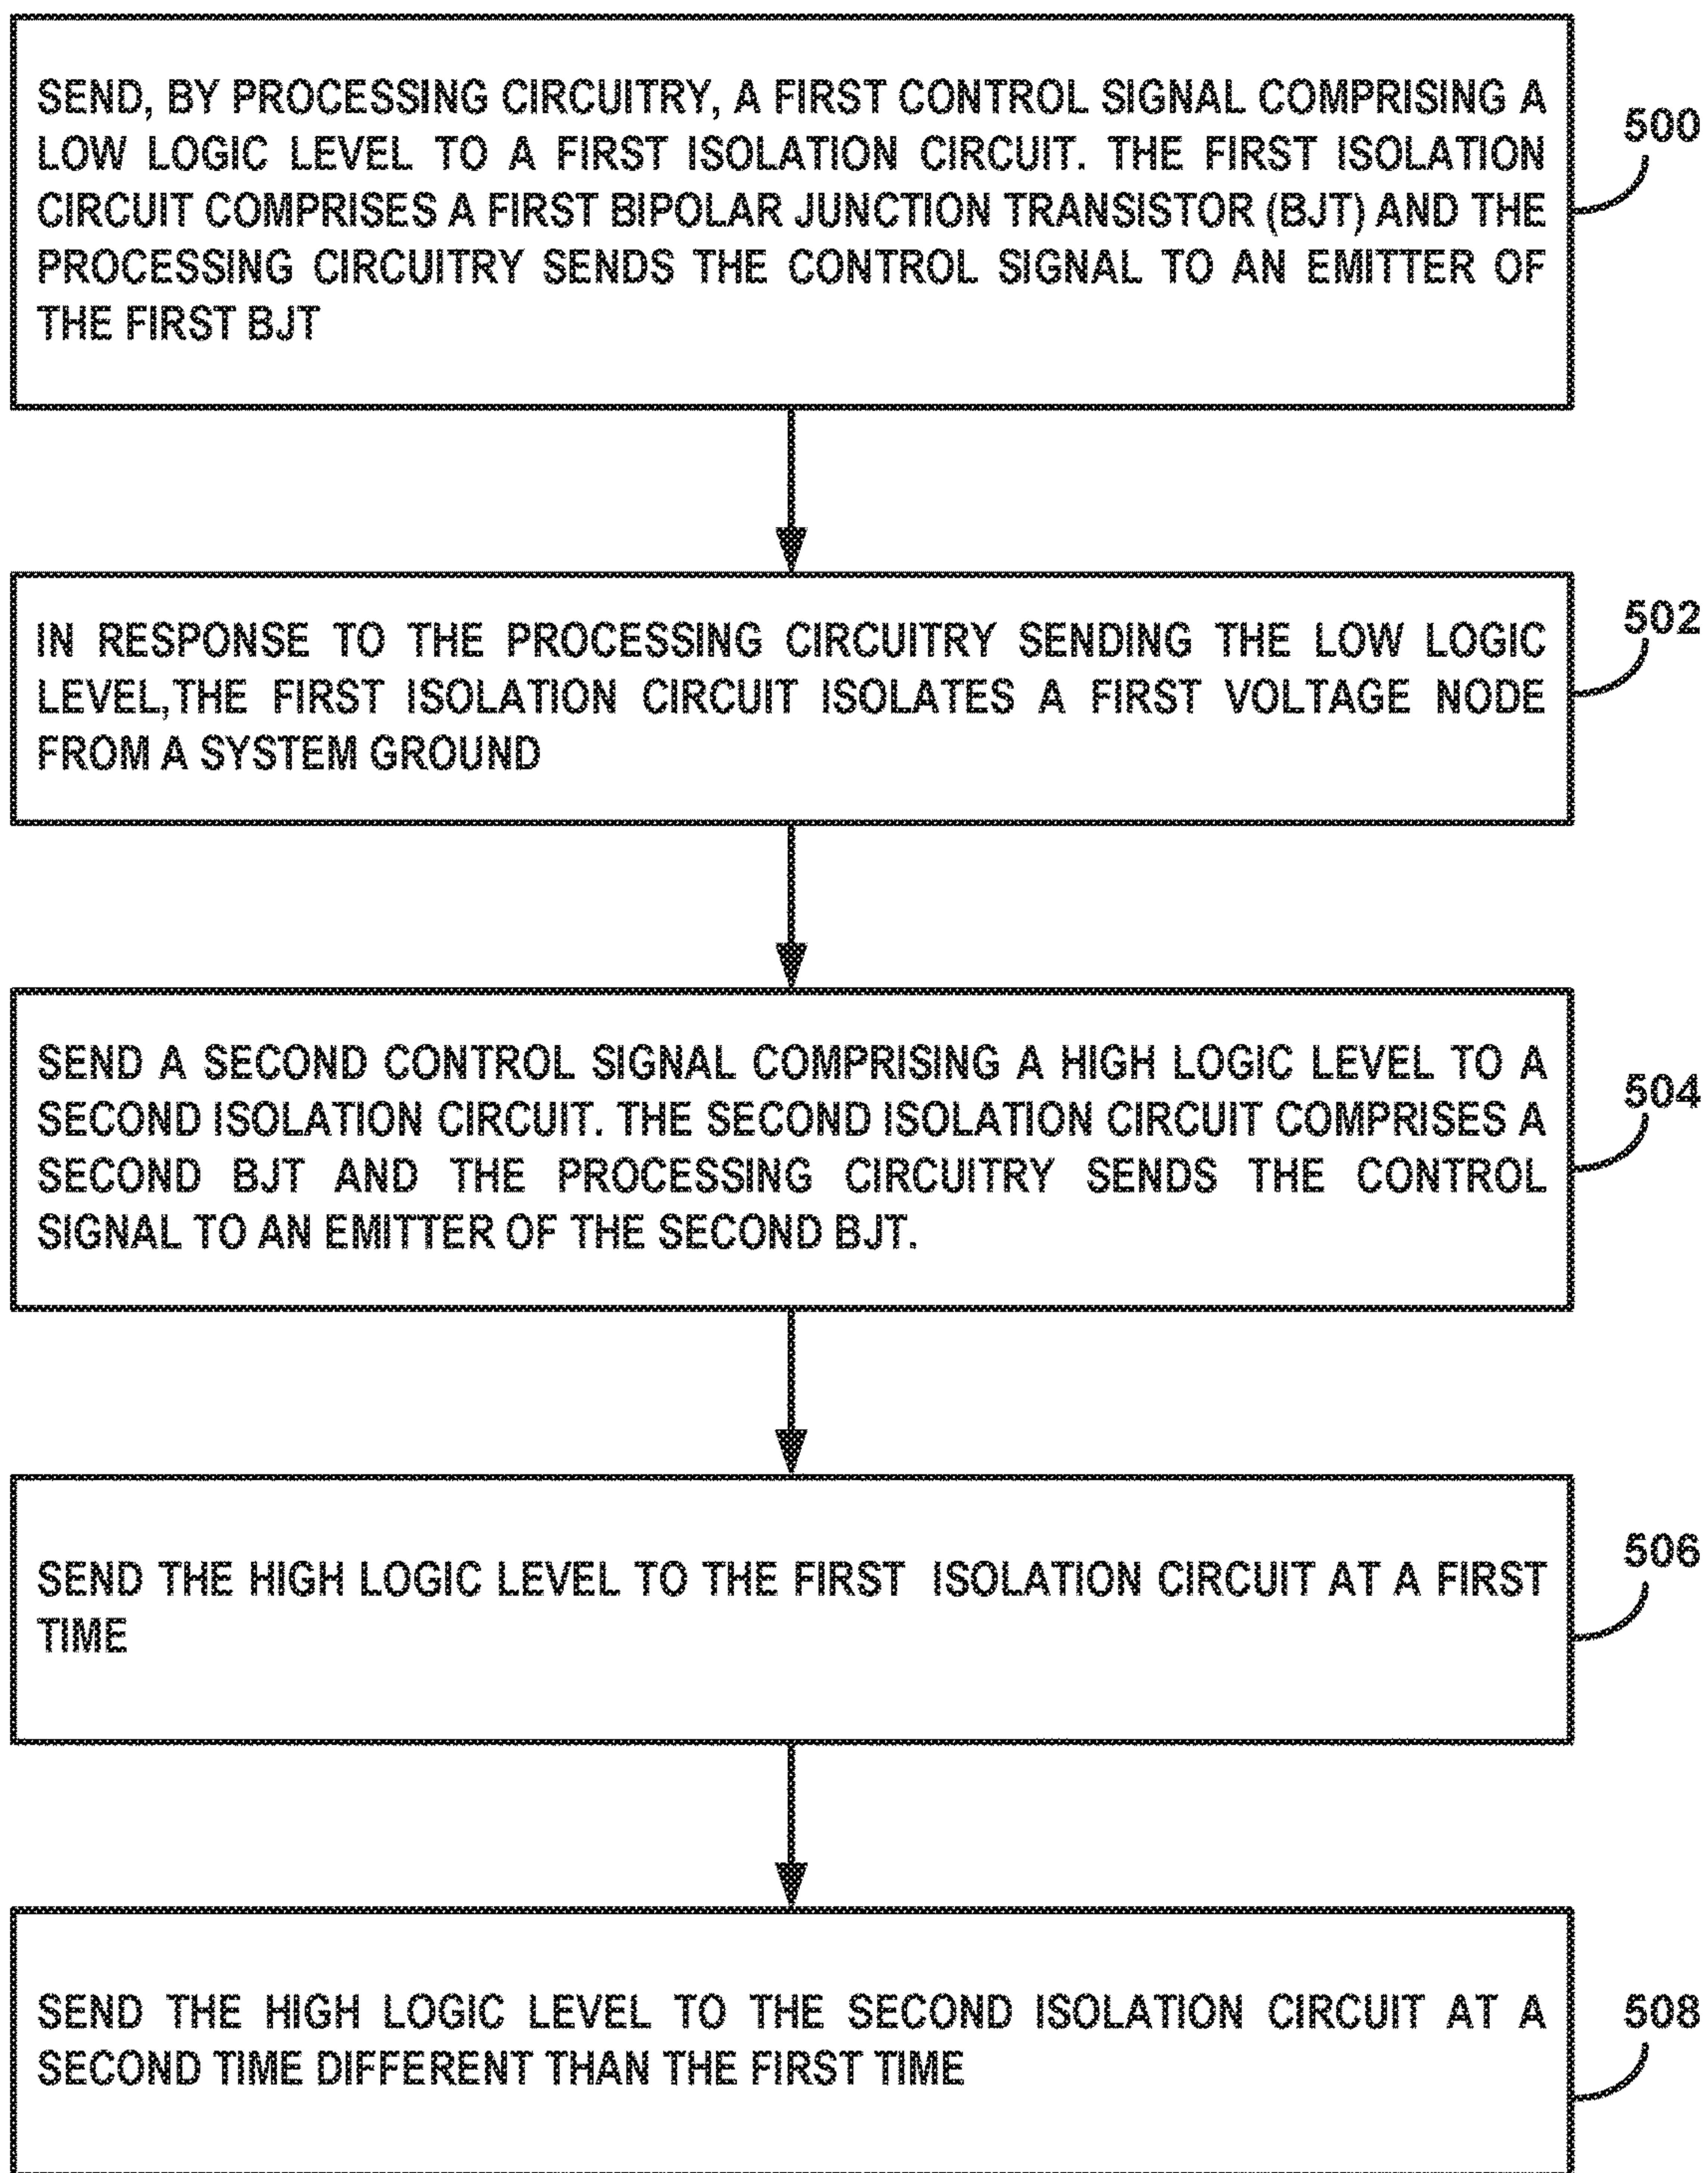 SEND, BY PROCESSING CIRCUITRY, A FIRST CONTROL SIGNAL COMPRISING A
LOW LOGIC LEVEL TO A FIRST ISOLATION CIRCUIT. THE FIRST ISOLATION
CIRCUIT COMPRISES A FIRST BIPOLAR JUNCTION TRANSISTOR (BJT) AND THE
PROCESSING CIRCUITRY SENDS THE CONTROL SIGNAL TO AN EMITTER OF
THE FIRST BJT
500
IN RESPONSE TO THE PROCESSING CIRCUITRY SENDING THE LOW LOGIC
LEVEL,THE FIRST ISOLATION CIRCUIT ISOLATES A FIRST VOLTAGE NODE
FROM A SYSTEM GROUND
502
SEND A SECOND CONTROL SIGNAL COMPRISING A HIGH LOGIC LEVEL TO A
SECOND ISOLATION CIRCUIT. THE SECOND ISOLATION CIRCUIT COMPRISES A
SECOND BJT AND THE PROCESSING CIRCUITRY SENDS THE CONTROL
SIGNAL TO AN EMITTER OF THE SECOND BJT.
504
SEND THE HIGH LOGIC LEVEL TO THE FIRST ISOLATION CIRCUIT AT A FIRST
TIME
506
SEND THE HIGH LOGIC LEVEL TO THE SECOND ISOLATION CIRCUIT AT A
SECOND TIME DIFFERENT THAN THE FIRST TIME
508